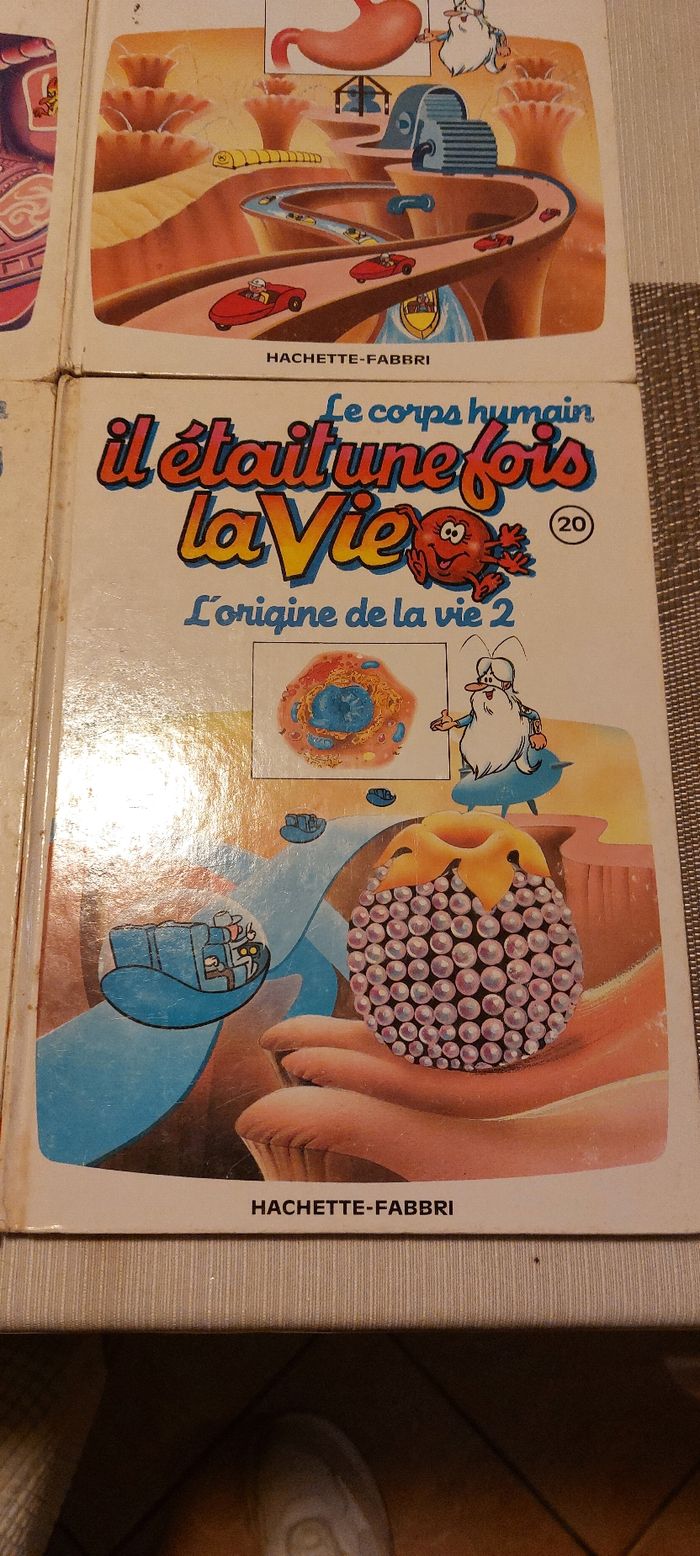 HACHETTE-FABBRI
Le corps humain
il était une fois
la Vie
20
L'origine de la vie 2
HACHETTE-FABBRI